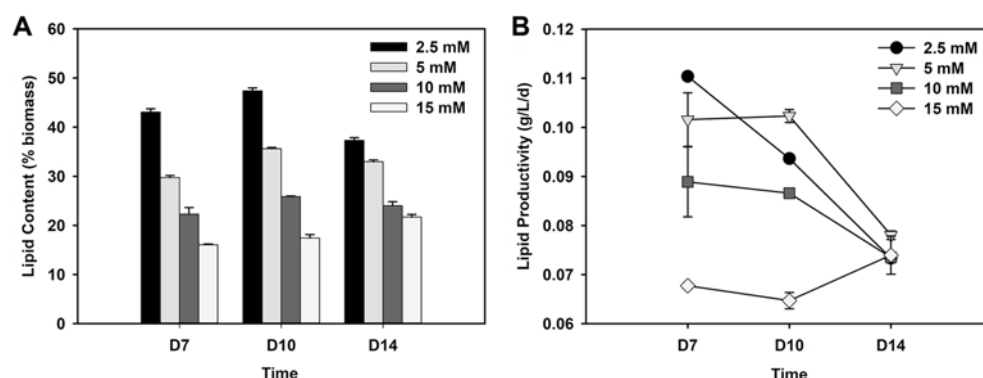 A
Lipid Content (% biomass)
60
50
40
30
20
10
0
2.5 mM
5 mM
10 mM
15 mM
D7 D10 D14
Time
B
Lipid Productivity (g/L/d)
0.12
0.11
0.10
0.09
0.08
0.07
0.06
2.5 mM
5 mM
10 mM
15 mM
D7 D10 D14
Time